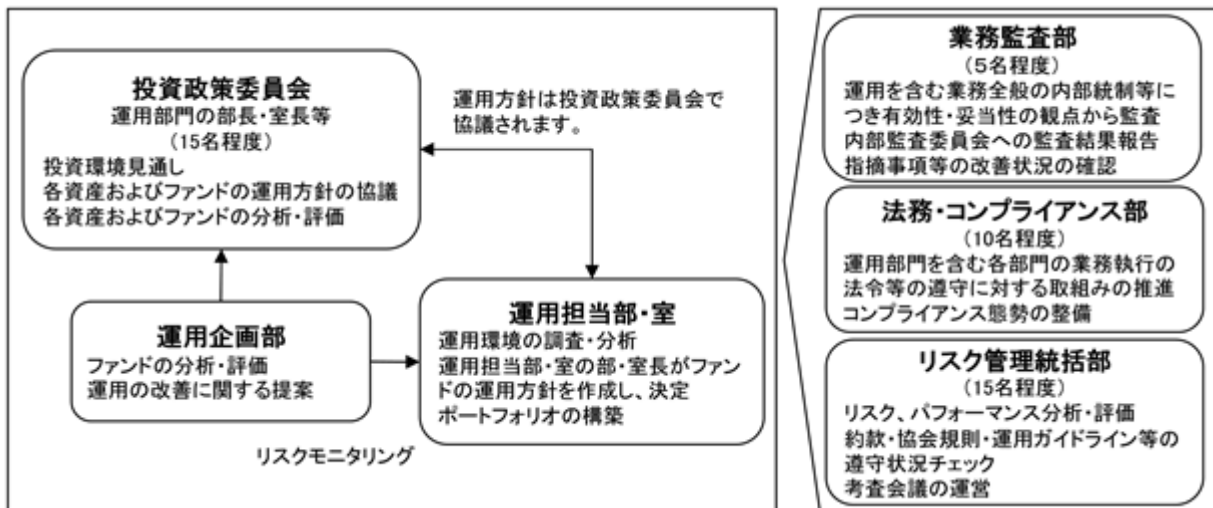 投資政策委員会
運用部門の部長・室長等
（15名程度）
投資環境見通し
各資産およびファンドの運用方針の協議
各資産およびファンドの分析・評価
運用方針は投資政策委員会で
協議されます。
運用企画部
ファンドの分析・評価
運用の改善に関する提案
運用担当部・室
運用環境の調査・分析
運用担当部・室の部・室長がファン
ドの運用方針を作成し、決定
ポートフォリオの構築
リスクモニタリング
業務監査部
（5名程度）
運用を含む業務全般の内部統制等に
つき有効性・妥当性の観点から監査
内部監査委員会への監査結果報告
指摘事項等の改善状況の確認
法務・コンプライアンス部
（10名程度）
運用部門を含む各部門の業務執行の
法令等の遵守に対する取組みの推進
コンプライアンス態勢の整備
リスク管理統括部
（15名程度）
リスク、パフォーマンス分析・評価
約款・協会規則・運用ガイドライン等の
遵守状況チェック
考査会議の運営